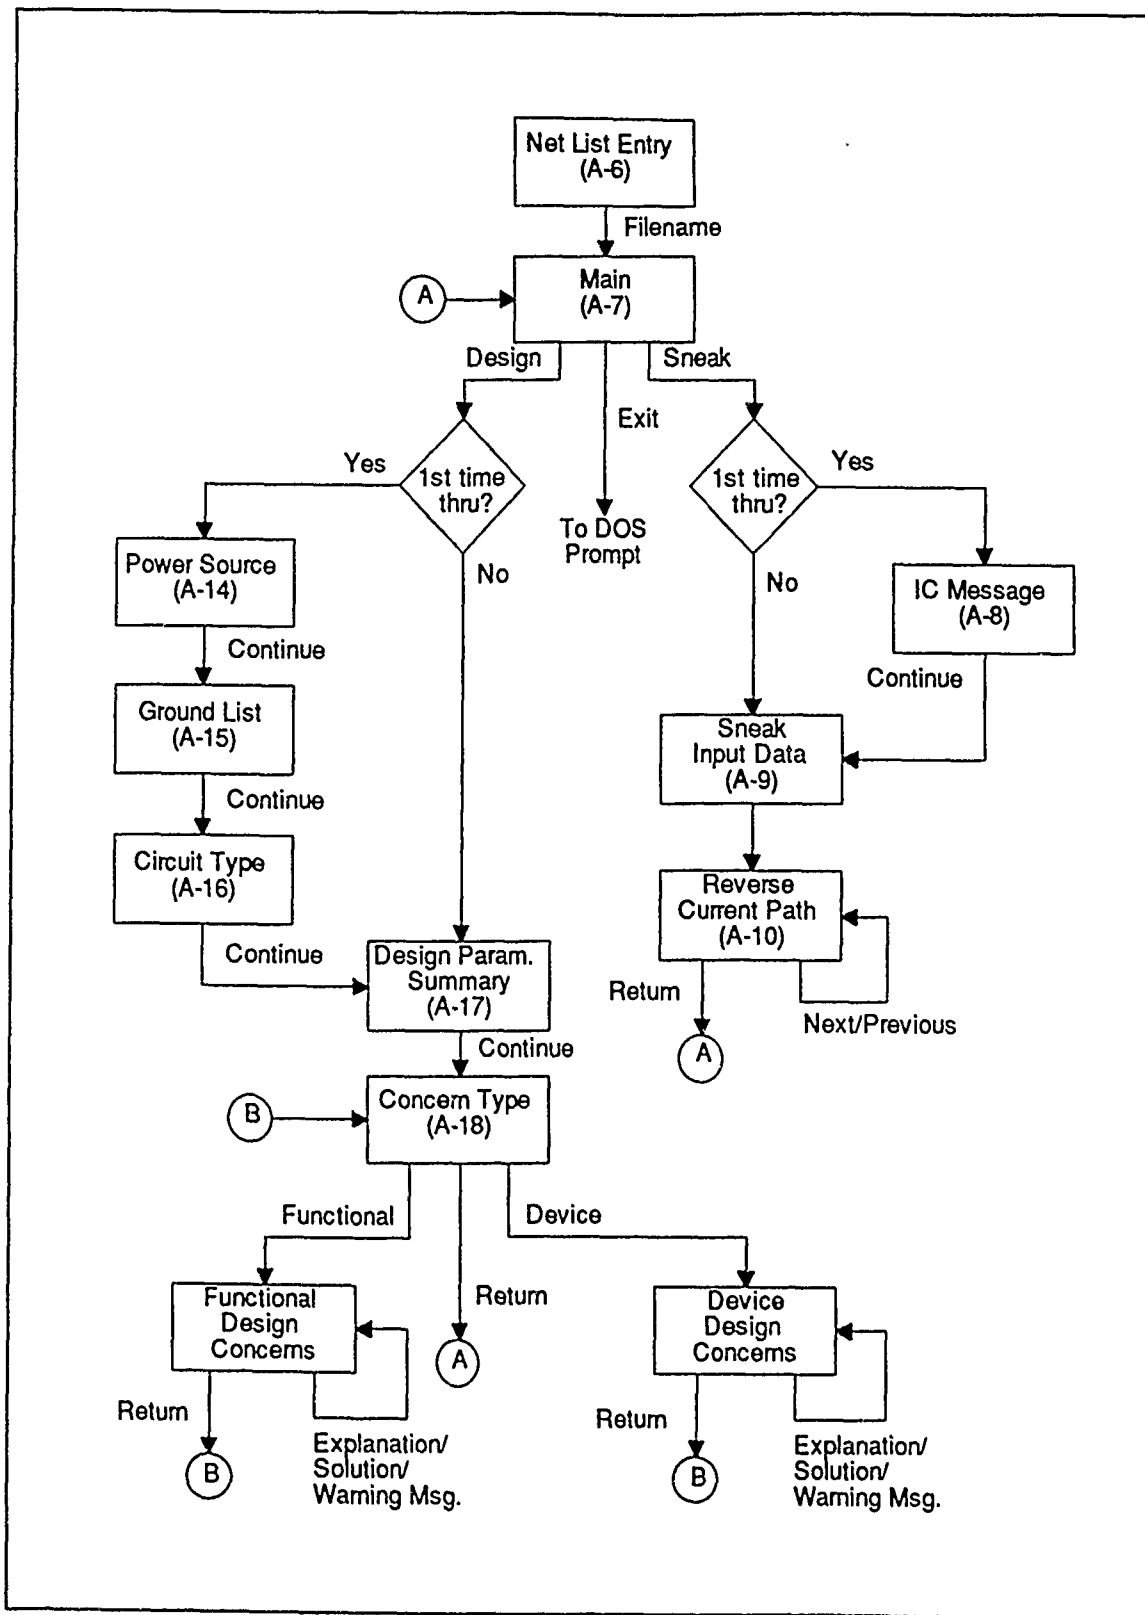 Net List Entry
(A-6)
Filename
Main
(A-7)
A
Design
Sneak
Exit
Yes
1st time
thru?
1st time
thru?
Yes
To DOS
Prompt
Power Source
(A-14)
No
No
IC Message
(A-8)
Continue
Continue
Ground List
(A-15)
Sneak
Input Data
(A-9)
Continue
Circuit Type
(A-16)
Reverse
Current Path
(A-10)
Continue
Design Param.
Summary
(A-17)
Return
Next/Previous
Continue
A
B
Concern Type
(A-18)
Functional
Device
Return
Functional
Design
Concerns
Device
Design
Concerns
A
Return
Return
Explanation/
Solution/
Warning Msg.
Explanation/
Solution/
Warning Msg.
B
B